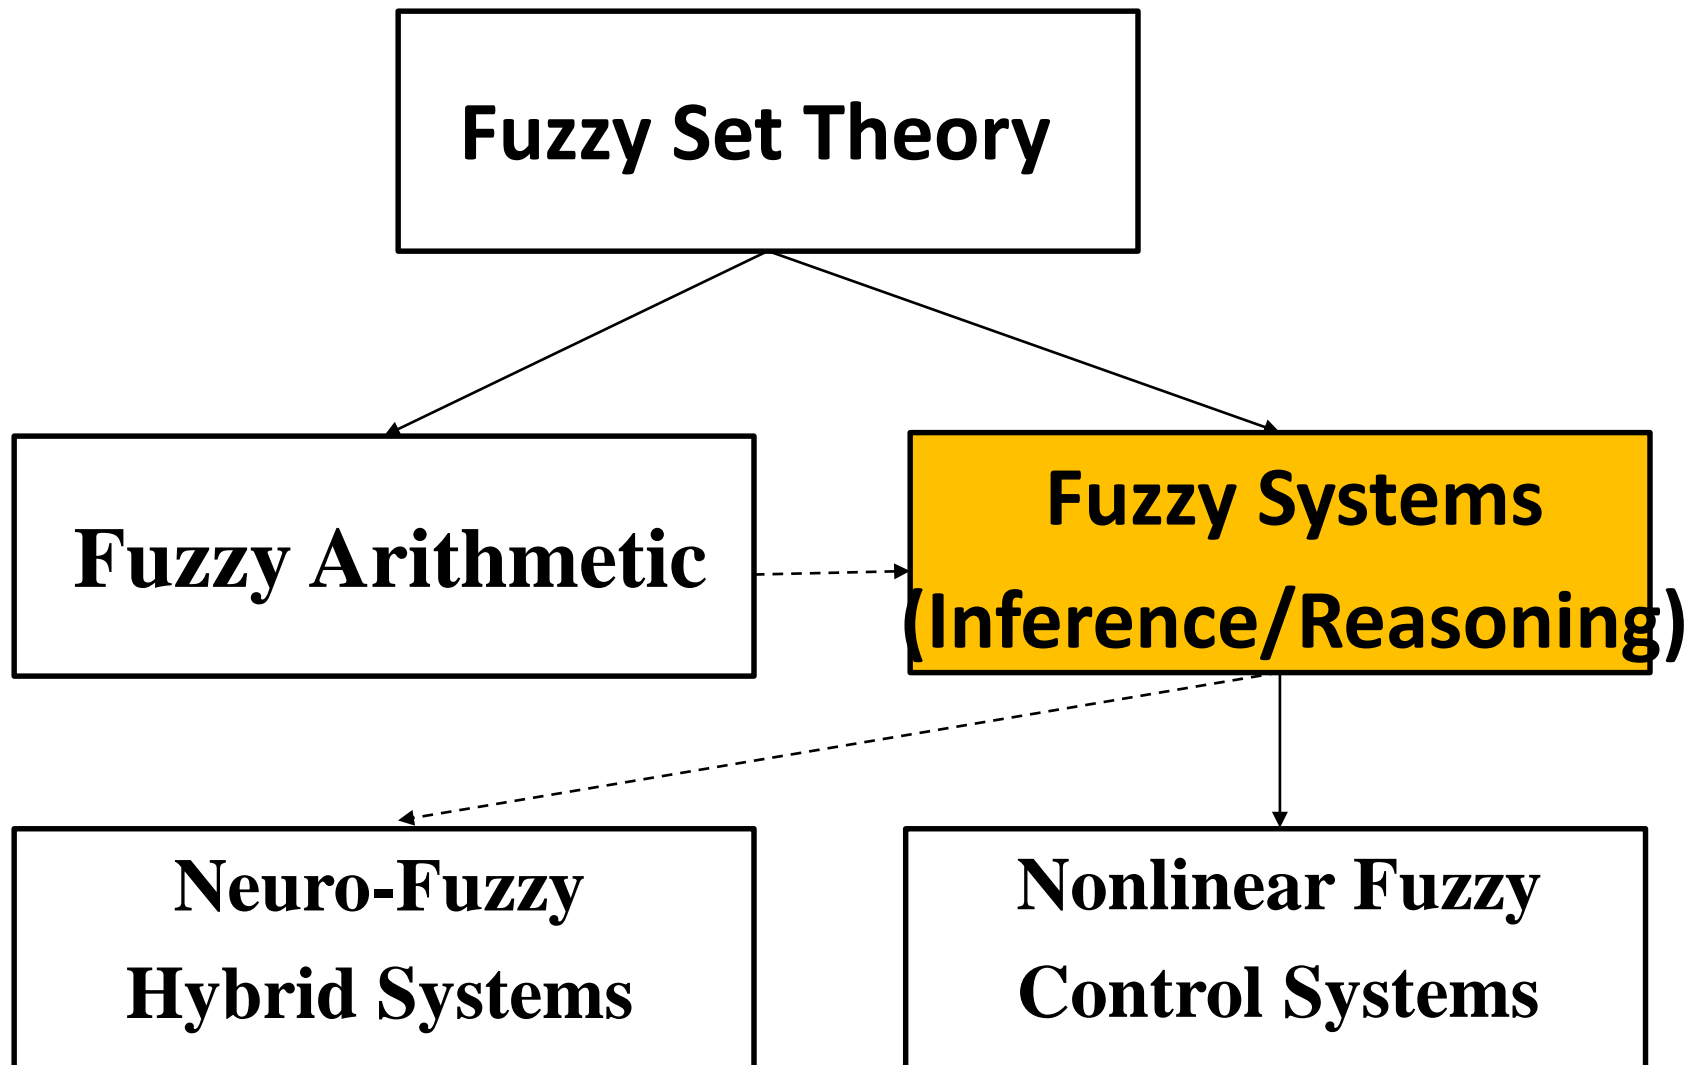 Fuzzy Set Theory
Fuzzy Arithmetic
Fuzzy Systems
(Inference/Reasoning)
Neuro-Fuzzy
Hybrid Systems
Nonlinear Fuzzy
Control Systems